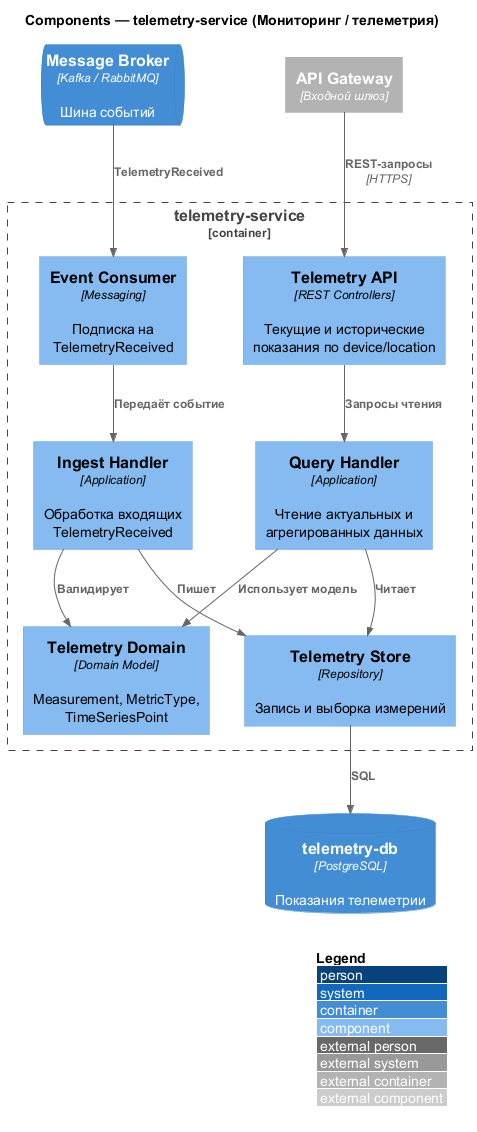 Components — telemetry-service (Мониторинг / телеметрия)
Message Broker
[Kafka / RabbitMQ]
Шина событий
API Gateway
[Входной шлюз]
TelemetryReceived
REST-запросы
[HTTPS]
telemetry-service
[container]
Event Consumer
[Messaging]
Подписка на
TelemetryReceived
Telemetry API
[REST Controllers]
Текущие и исторические
показания по device/location
Передаёт событие
Запросы чтения
Ingest Handler
[Application]
Обработка входящих
TelemetryReceived
Query Handler
[Application]
Чтение актуальных и
агрегированных данных
Валидирует
Пишет
Использует модель
Читает
Telemetry Domain
[Domain Model]
Measurement, MetricType,
TimeSeriesPoint
Telemetry Store
[Repository]
Запись и выборка измерений
SQL
telemetry-db
[PostgreSQL]
Показания телеметрии
Legend
person
system
container
component
external person
external system
external container
external component